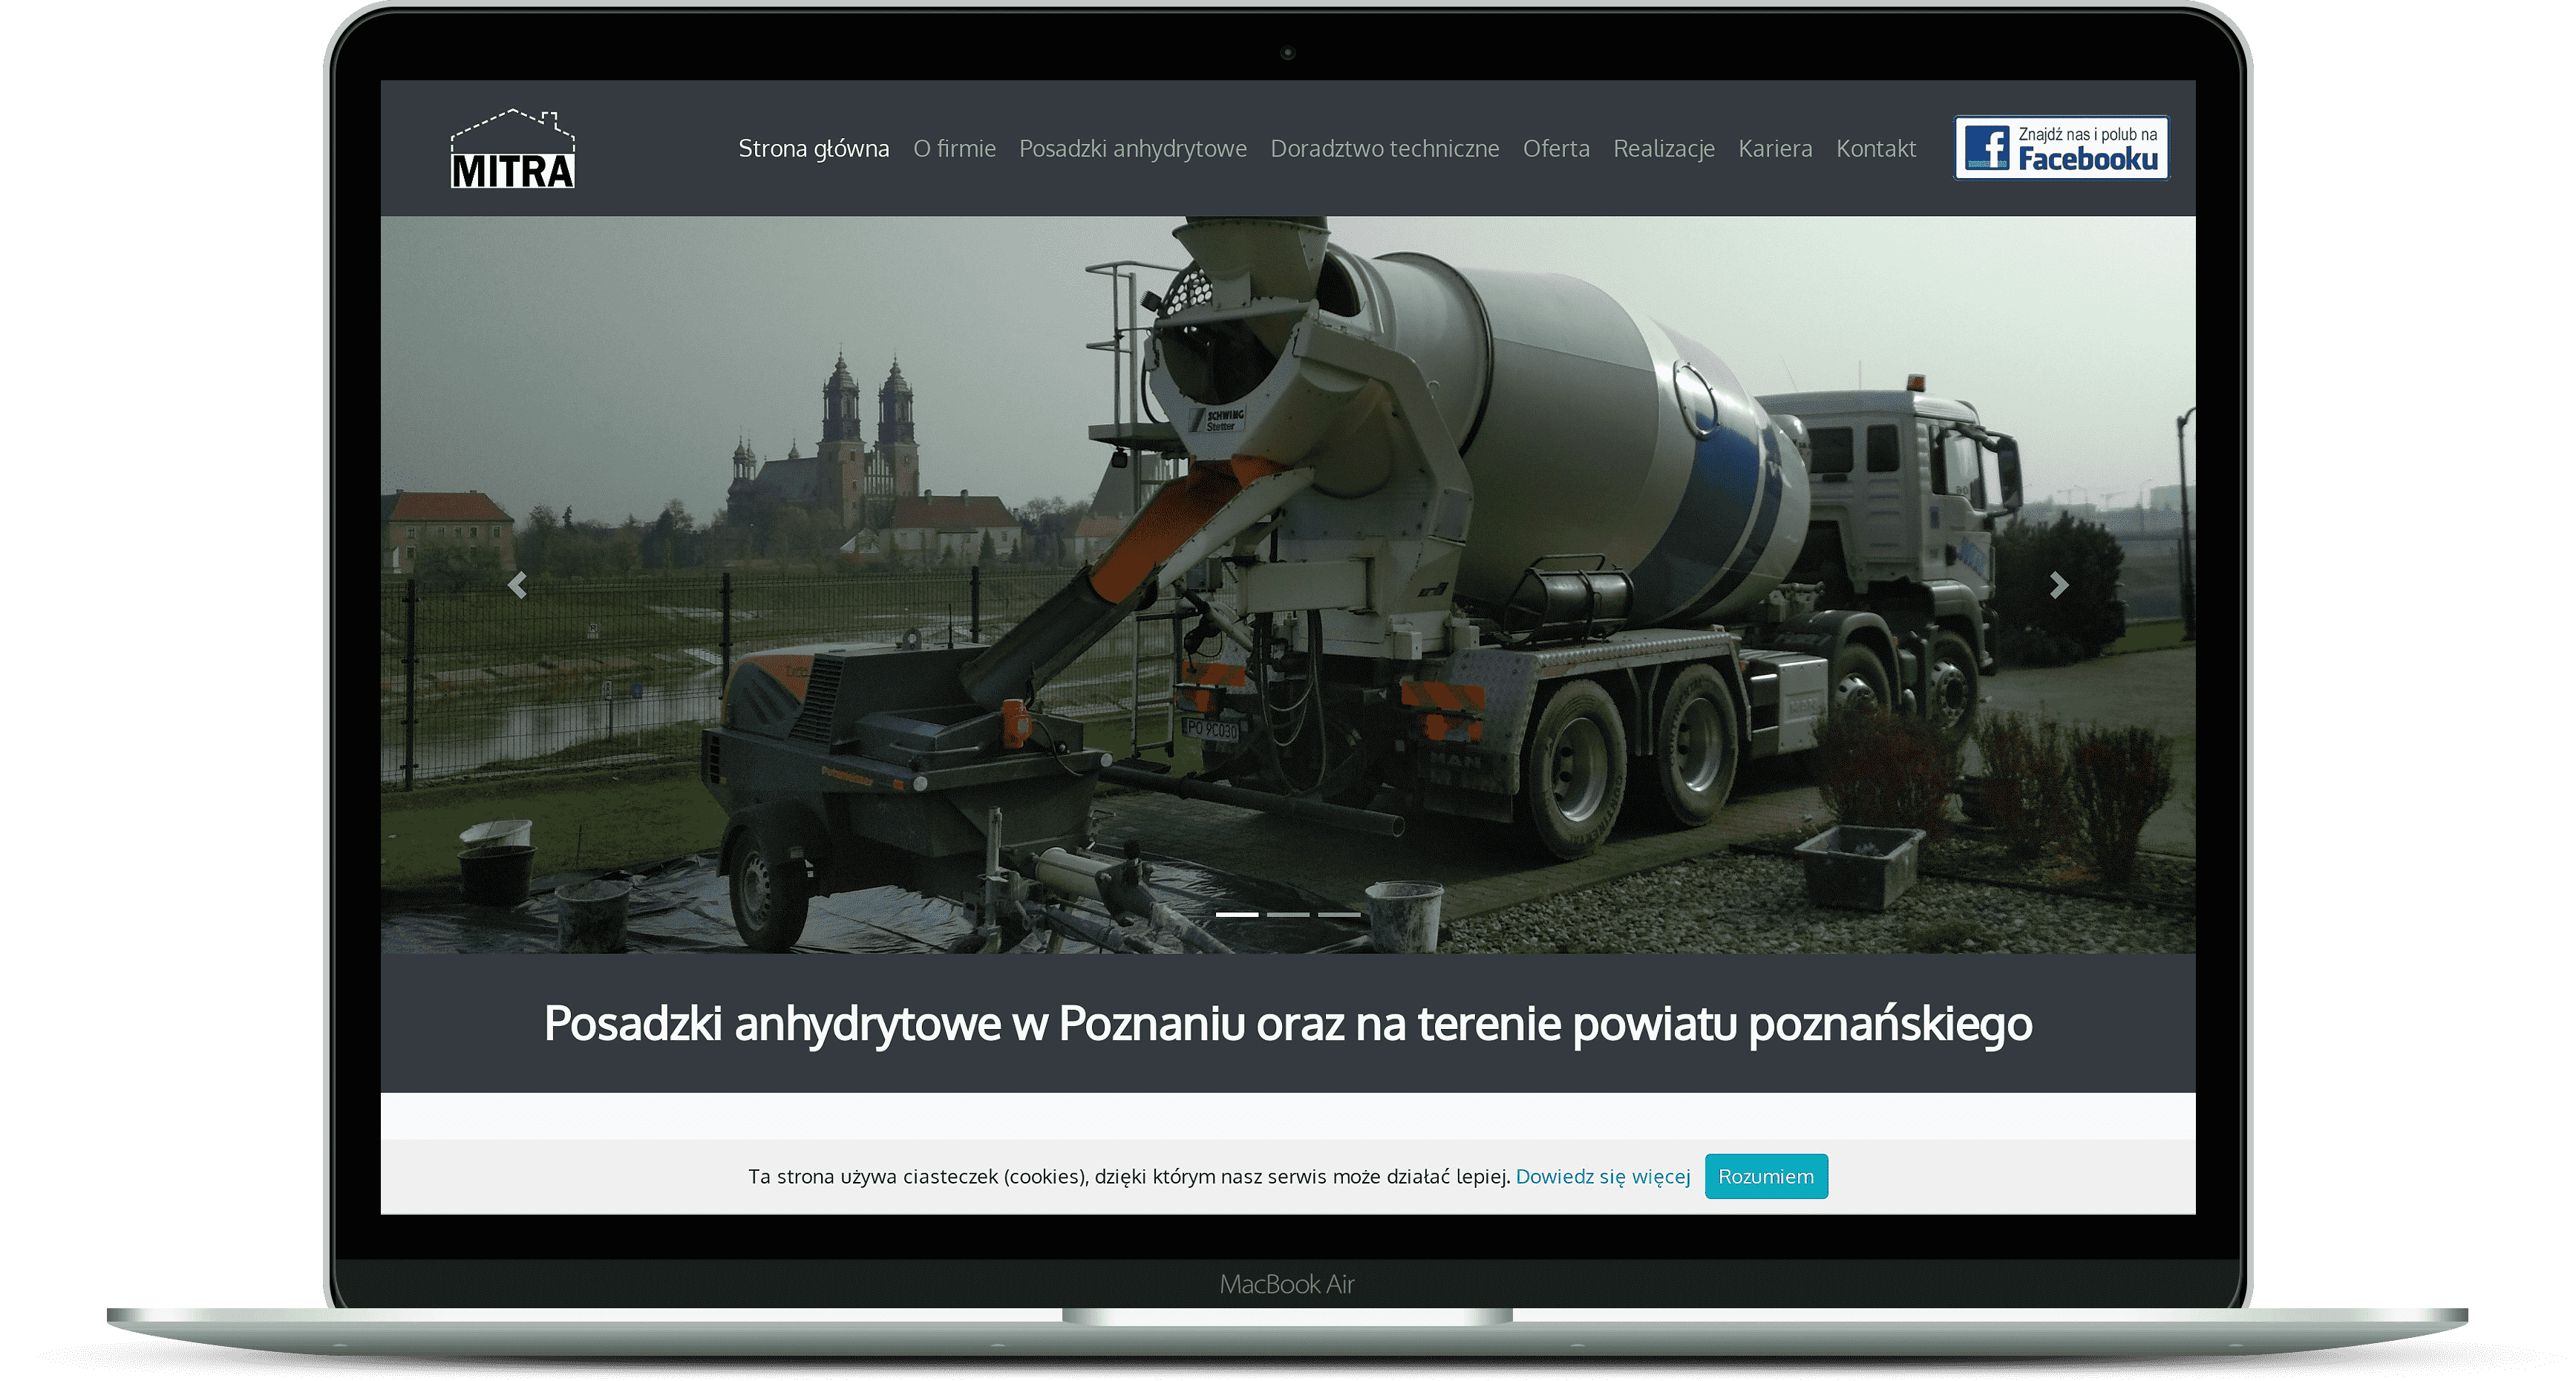 MITRA
Strona główna O firmie Posadzki anhydrytowe Doradztwo techniczne Oferta Realizacje Kariera Kontakt
Znajdź nas i polub na
Facebooku
SCHWING
Stetter
PO 9C030
MAN
Putzmeister
Posadzki anhydrytowe w Poznaniu oraz na terenie powiatu poznańskiego
Ta strona używa ciasteczek (cookies), dzięki którym nasz serwis może działać lepiej. Dowiedz się więcej Rozumiem
MacBook Air